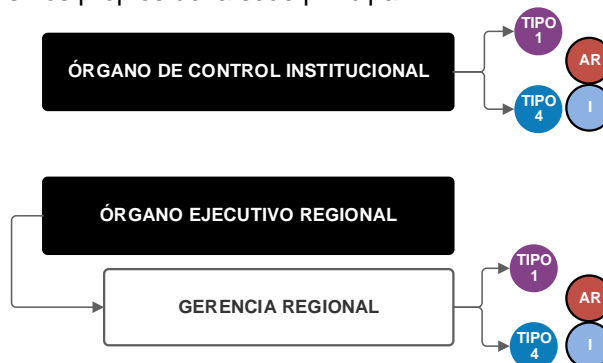 ÓRGANO DE CONTROL INSTITUCIONAL
TIPO
1
AR
TIPO
4
I
ÓRGANO EJECUTIVO REGIONAL
GERENCIA REGIONAL
TIPO
1
AR
TIPO
4
I